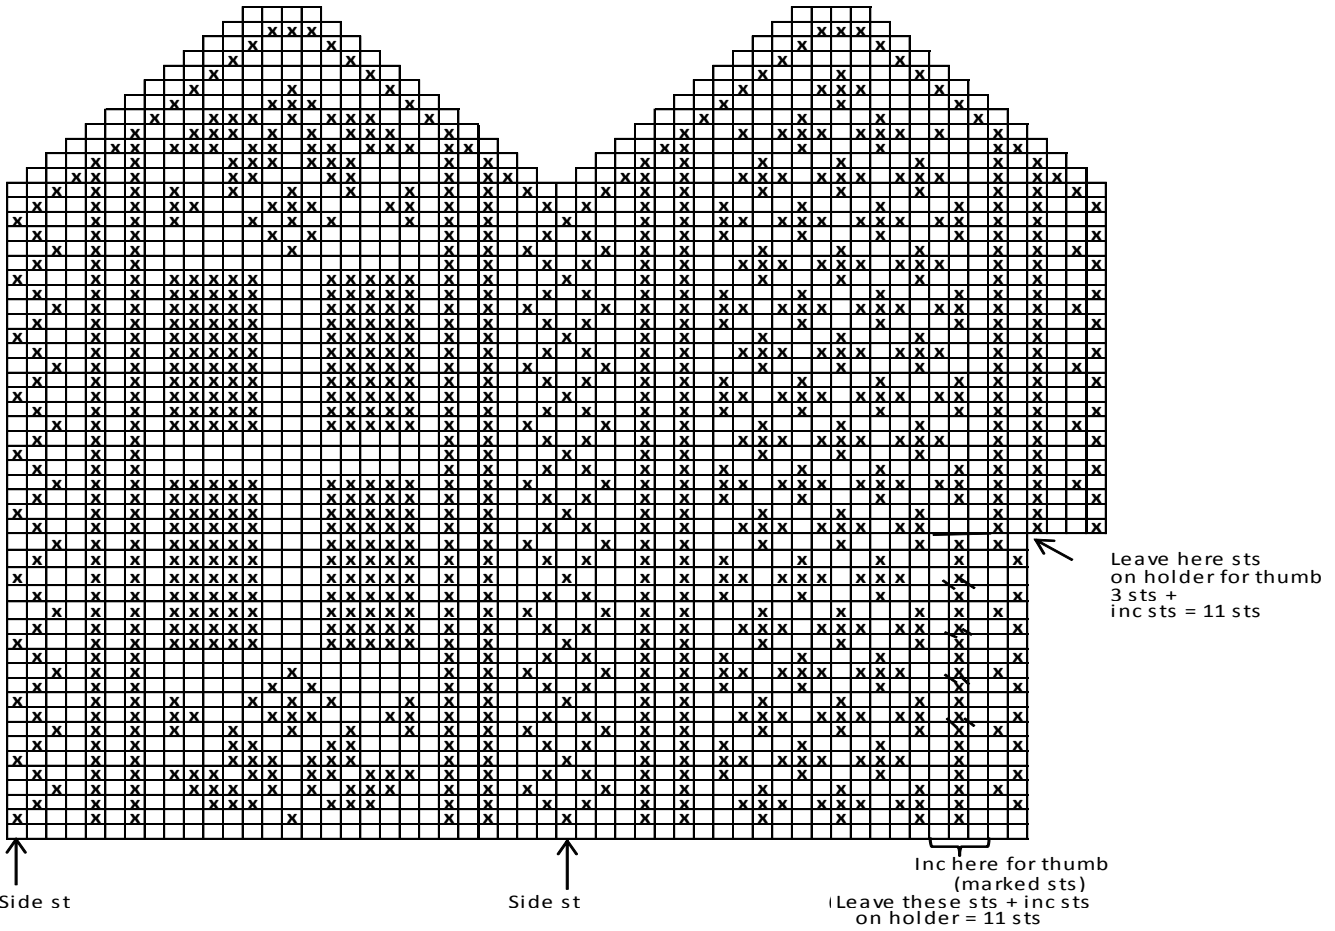 Leave here sts
on holder for thumb
3 sts +
inc sts = 11 sts
Inc here for thumb
(marked sts)
(Leave these sts + inc sts
on holder = 11 sts
Side st
Side st